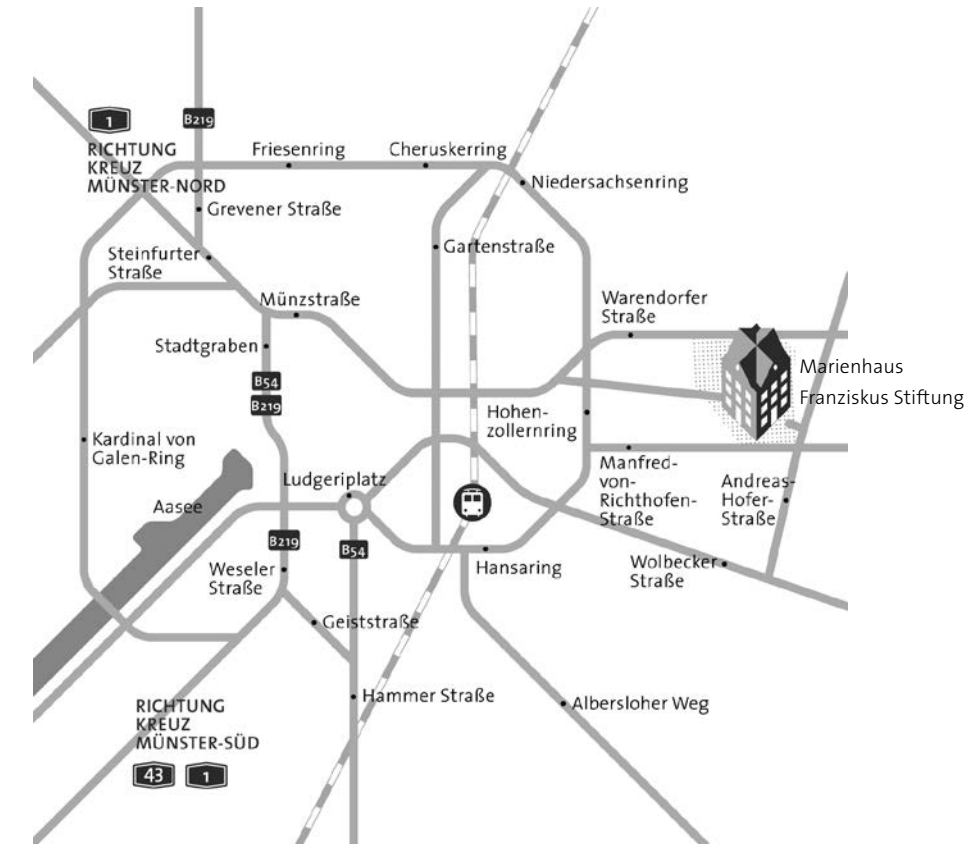 1
B219
RICHTUNG
KREUZ
MÜNSTER-NORD
Friesenring
Cheruskerring
Niedersachsenring
Grevener Straße
Gartenstraße
Steinfurter
Straße
Münzstraße
Warendorfer
Straße
Stadtgraben
Marienhaus
Franziskus Stiftung
B54
B219
Hohen-
zollernring
Kardinal von
Galen-Ring
Ludgeriplatz
Manfred-
von-
Richthofen-
Straße
Andreas-
Hofer-
Straße
Aasee
B219
B54
Hansaring
Weseler
Straße
Wolbecker
Straße
Geiststraße
Hammer Straße
Albersloher Weg
RICHTUNG
KREUZ
MÜNSTER-SÜD
43
1